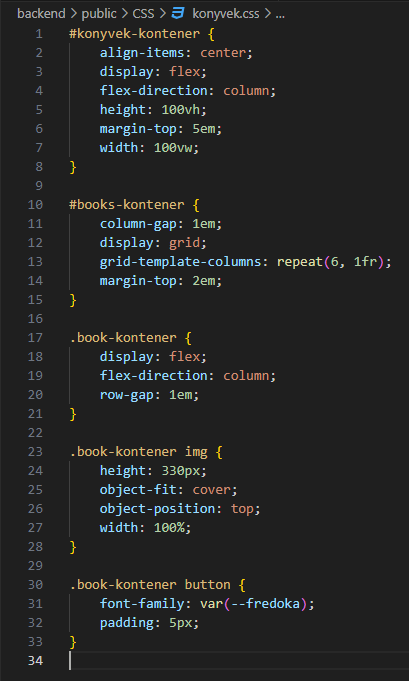 backend > public > CSS > konyvek.css > ...
1 #konyvek-kontener {
2     align-items: center;
3     display: flex;
4     flex-direction: column;
5     height: 100vh;
6     margin-top: 5em;
7     width: 100vw;
8 }
9
10 #books-kontener {
11     column-gap: 1em;
12     display: grid;
13     grid-template-columns: repeat(6, 1fr);
14     margin-top: 2em;
15 }
16
17 .book-kontener {
18     display: flex;
19     flex-direction: column;
20     row-gap: 1em;
21 }
22
23 .book-kontener img {
24     height: 330px;
25     object-fit: cover;
26     object-position: top;
27     width: 100%;
28 }
29
30 .book-kontener button {
31     font-family: var(--fredoka);
32     padding: 5px;
33 }
34